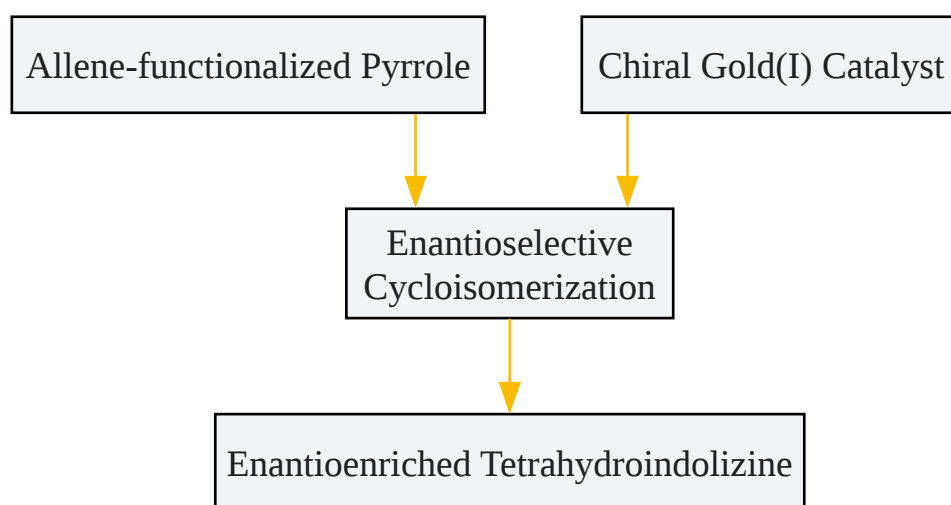 Allene-functionalized Pyrrole
Chiral Gold(I) Catalyst
Enantioselective
Cycloisomerization
Enantioenriched Tetrahydroindolizine